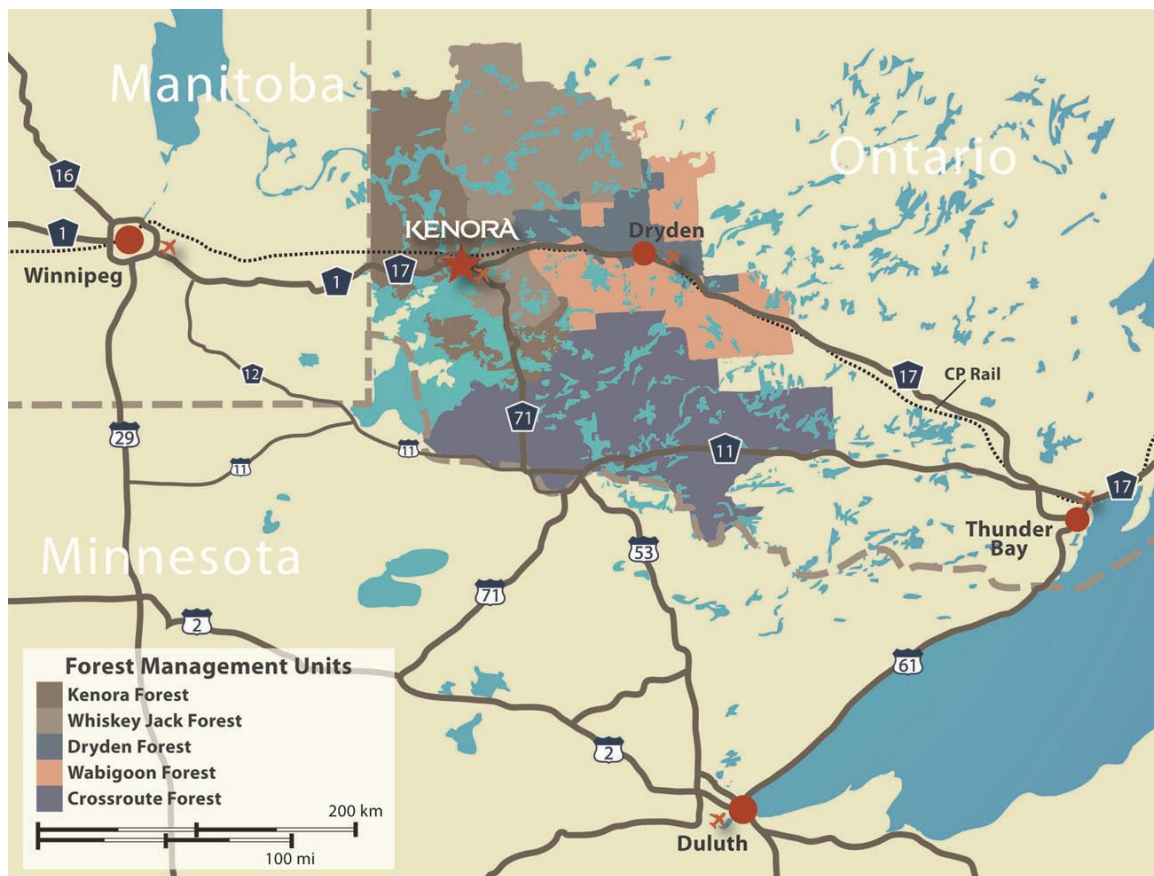 Manitoba
Ontario
16
KENORA
Dryden
1
Winnipeg
1
17
17
CP Rail
12
71
29
11
11
11
17
Thunder
Bay
Minnesota
53
71
2
61
Forest Management Units
Kenora Forest
Whiskey Jack Forest
Dryden Forest
Wabigoon Forest
Crossroute Forest
2
200 km
100 mi
Duluth